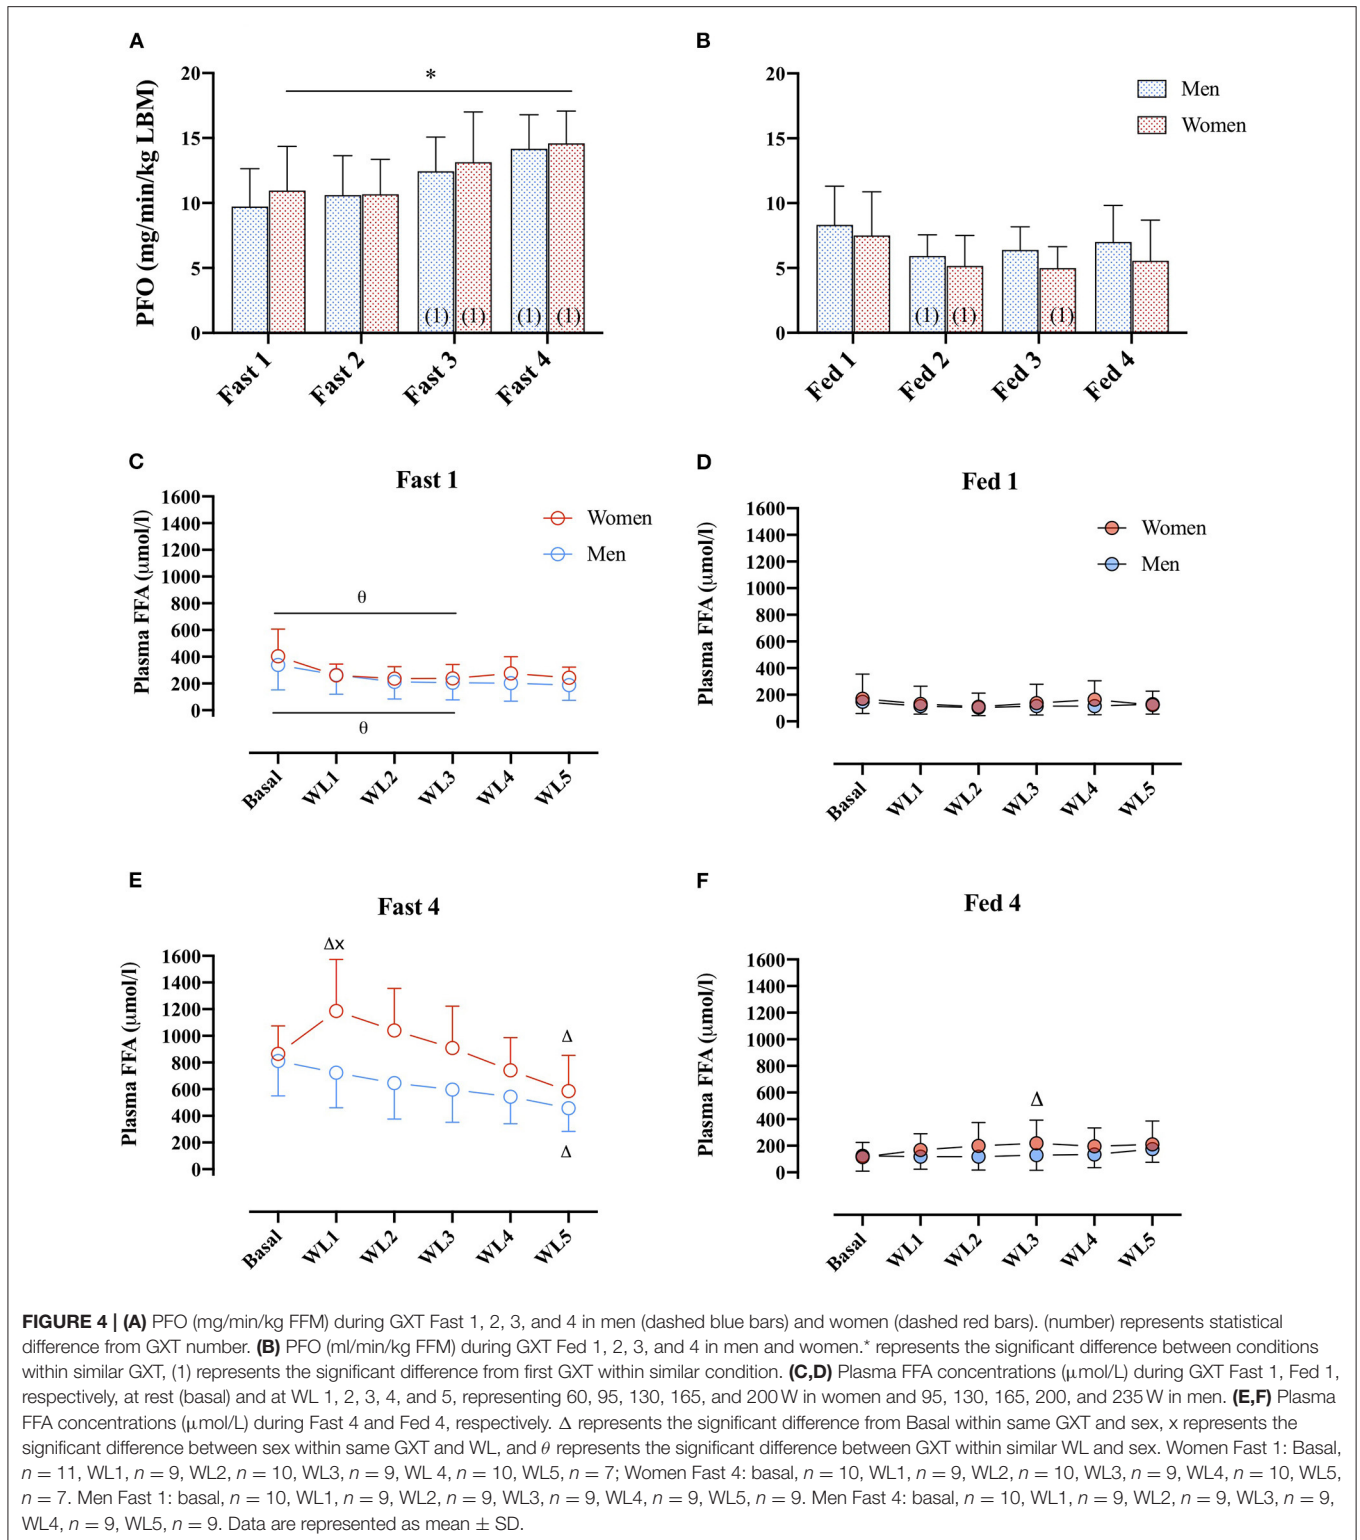 A
PFO (mg/min/kg LBM)
20
15
10
5
0
*
(1) (1) (1) (1)
Fast 1 Fast 2 Fast 3 Fast 4
B
20
15
10
5
0
Men
Women
(1) (1) (1)
Fed 1 Fed 2 Fed 3 Fed 4
C
Fast 1
Plasma FFA (μmol/l)
1600
1400
1200
1000
800
600
400
200
0
Women
Men
θ
θ
Basal WL1 WL2 WL3 WL4 WL5
D
Fed 1
Plasma FFA (μmol/l)
1600
1400
1200
1000
800
600
400
200
0
Women
Men
Basal WL1 WL2 WL3 WL4 WL5
E
Fast 4
Plasma FFA (μmol/l)
1600
1400
1200
1000
800
600
400
200
0
Δx
Δ
Δ
Basal WL1 WL2 WL3 WL4 WL5
F
Fed 4
Plasma FFA (μmol/l)
1600
1400
1200
1000
800
600
400
200
0
Δ
Basal WL1 WL2 WL3 WL4 WL5
FIGURE 4 | (A) PFO (mg/min/kg FFM) during GXT Fast 1, 2, 3, and 4 in men (dashed blue bars) and women (dashed red bars). (number) represents statistical
difference from GXT number. (B) PFO (ml/min/kg FFM) during GXT Fed 1, 2, 3, and 4 in men and women.* represents the significant difference between conditions
within similar GXT, (1) represents the significant difference from first GXT within similar condition. (C,D) Plasma FFA concentrations (μmol/L) during GXT Fast 1, Fed 1,
respectively, at rest (basal) and at WL 1, 2, 3, 4, and 5, representing 60, 95, 130, 165, and 200 W in women and 95, 130, 165, 200, and 235 W in men. (E,F) Plasma
FFA concentrations (μmol/L) during Fast 4 and Fed 4, respectively. Δ represents the significant difference from Basal within same GXT and sex, x represents the
significant difference between sex within same GXT and WL, and θ represents the significant difference between GXT within similar WL and sex. Women Fast 1: Basal,
n = 11, WL1, n = 9, WL2, n = 10, WL3, n = 9, WL 4, n = 10, WL5, n = 7; Women Fast 4: basal, n = 10, WL1, n = 9, WL2, n = 10, WL3, n = 9, WL4, n = 10, WL5,
n = 7. Men Fast 1: basal, n = 10, WL1, n = 9, WL2, n = 9, WL3, n = 9, WL4, n = 9, WL5, n = 9. Men Fast 4: basal, n = 10, WL1, n = 9, WL2, n = 9, WL3, n = 9,
WL4, n = 9, WL5, n = 9. Data are represented as mean ± SD.